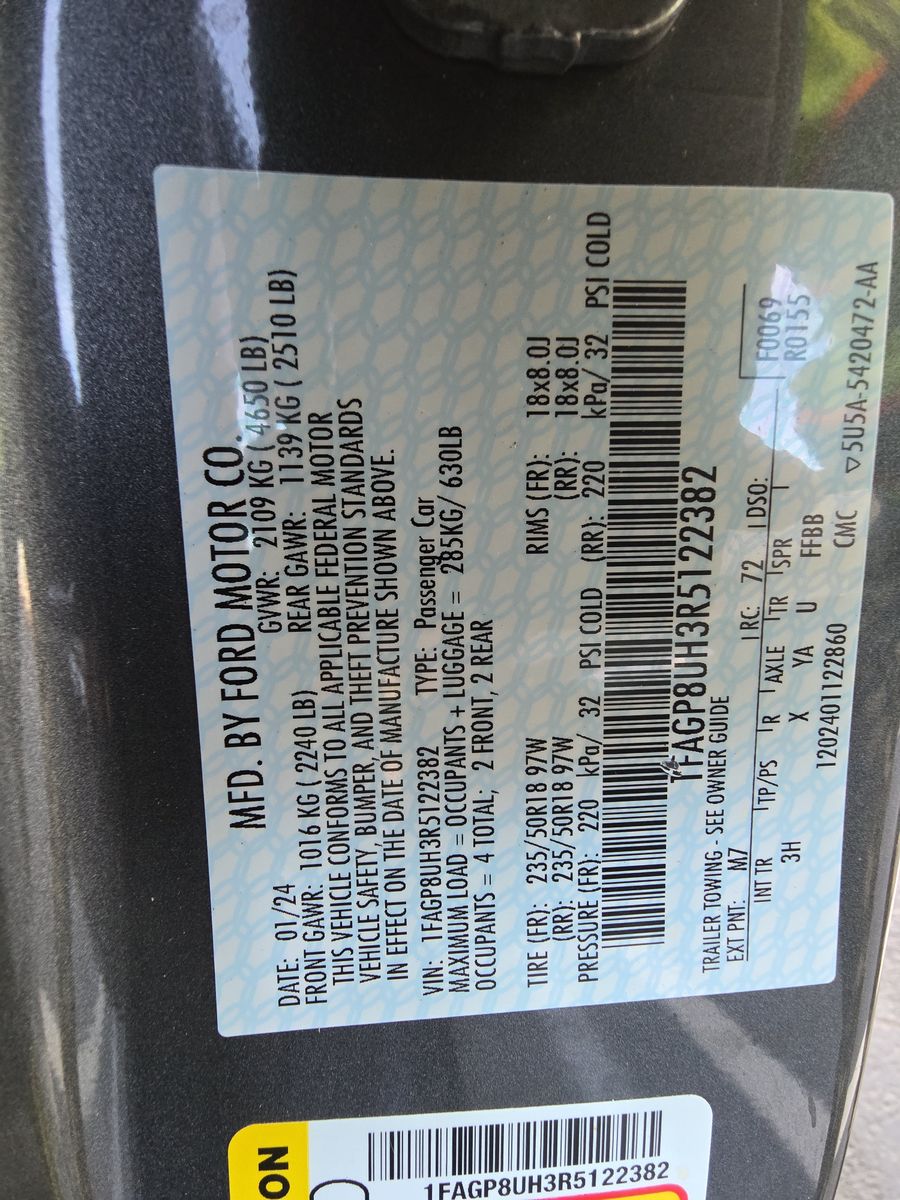 MFD. BY FORD MOTOR CO.
DATE: 01/24 GVWR: 2109 KG ( 4650 LB)
FRONT GAWR: 1016 KG ( 2240 LB) REAR GAWR: 1139 KG ( 2510 LB)
THIS VEHICLE CONFORMS TO ALL APPLICABLE FEDERAL MOTOR
VEHICLE SAFETY, BUMPER, AND THEFT PREVENTION STANDARDS
IN EFFECT ON THE DATE OF MANUFACTURE SHOWN ABOVE.
VIN: 1FAGP8UH3R5122382 TYPE: Passenger Car
MAXIMUM LOAD = OCCUPANTS + LUGGAGE = 285KG/ 630LB
OCCUPANTS = 4 TOTAL; 2 FRONT, 2 REAR
TIRE (FR): 235/50R18 97W RIMS (FR): 18x8.0J
(RR): 235/50R18 97W (RR): 18x8.0J
PRESSURE (FR): 220 kPa/ 32 PSI COLD (RR): 220 kPa/ 32 PSI COLD
1FAGP8UH3R5122382
TRAILER TOWING - SEE OWNER GUIDE
EXT PNT: M7 RC: 72 DSO:
INT TR TP/PS R AXLE TR SPR F0069
3H X YA U FFBB R0155
1202401122860 CMC ▽5U5A-5420472-AA
ON
1FAGP8UH3R5122382